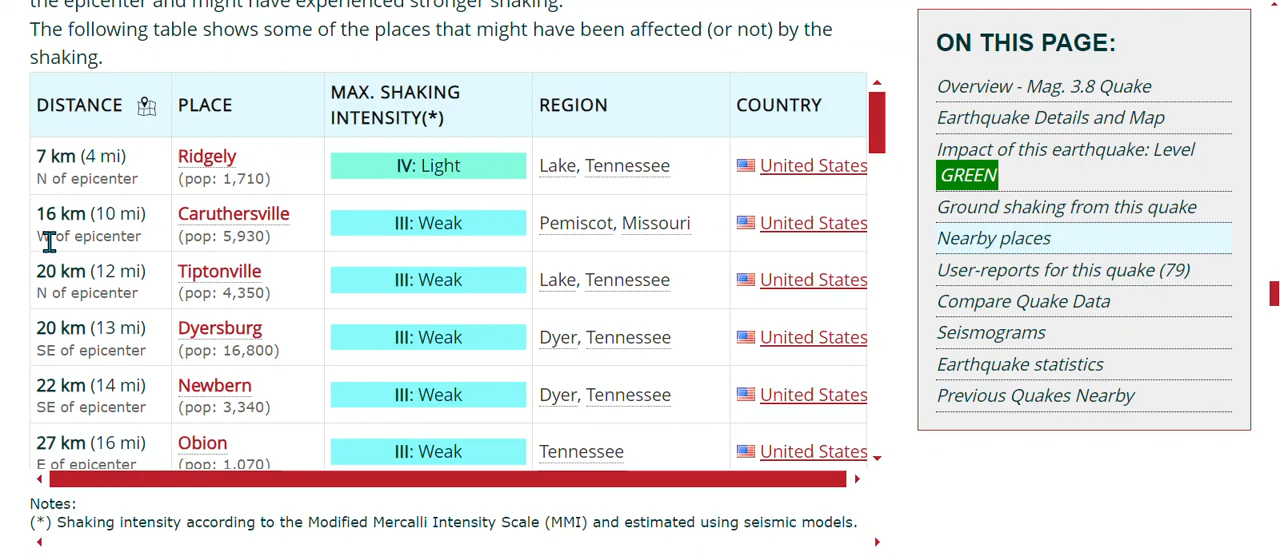 the epicenter and might have experienced stronger shaking.
The following table shows some of the places that might have been affected (or not) by the
shaking.
DISTANCE PLACE MAX. SHAKING INTENSITY(*) REGION COUNTRY
7 km (4 mi) Ridgely IV: Light Lake, Tennessee United States
N of epicenter (pop: 1,710)
16 km (10 mi) Caruthersville III: Weak Pemiscot, Missouri United States
W of epicenter (pop: 5,930)
20 km (12 mi) Tiptonville III: Weak Lake, Tennessee United States
N of epicenter (pop: 4,350)
20 km (13 mi) Dyersburg III: Weak Dyer, Tennessee United States
SE of epicenter (pop: 16,800)
22 km (14 mi) Newbern III: Weak Dyer, Tennessee United States
SE of epicenter (pop: 3,340)
27 km (16 mi) Obion III: Weak Tennessee United States
E of epicenter (pop: 1,070)
Notes:
(*) Shaking intensity according to the Modified Mercalli Intensity Scale (MMI) and estimated using seismic models.
ON THIS PAGE:
Overview - Mag. 3.8 Quake
Earthquake Details and Map
Impact of this earthquake: Level
GREEN
Ground shaking from this quake
Nearby places
User-reports for this quake (79)
Compare Quake Data
Seismograms
Earthquake statistics
Previous Quakes Nearby